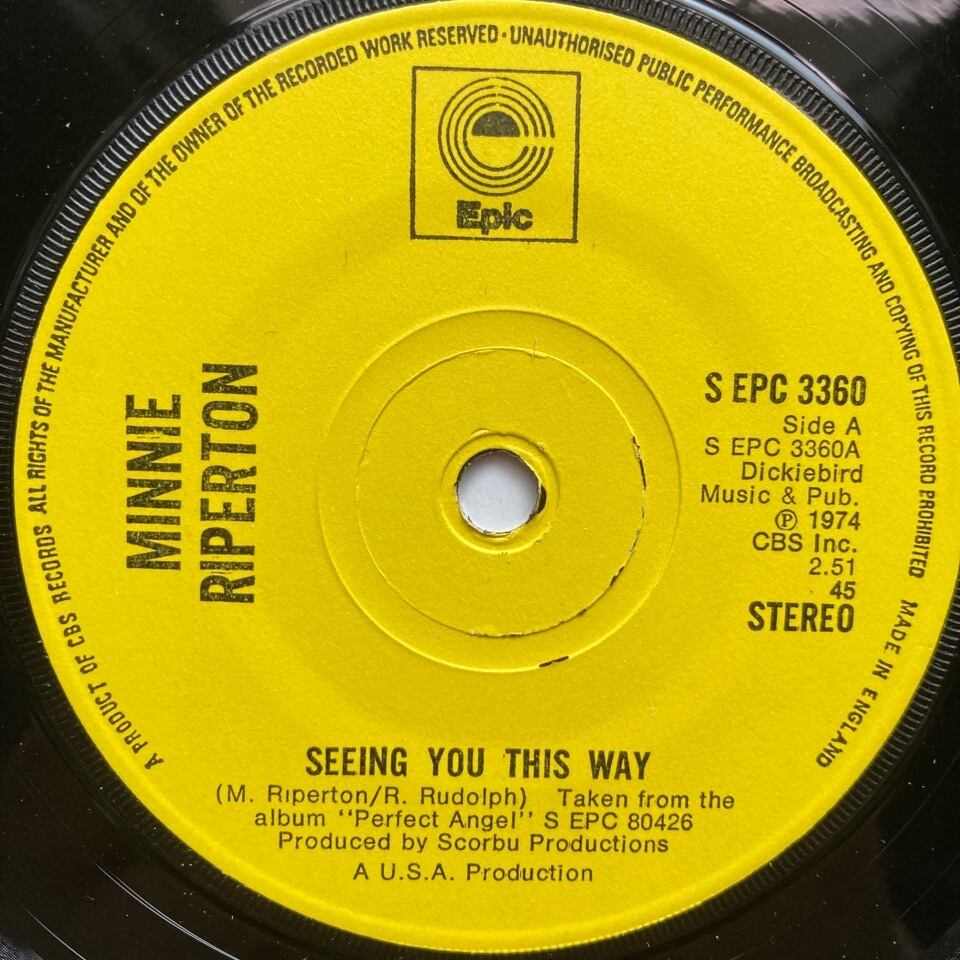 A PRODUCT OF CBS RECORDS ALL RIGHTS OF THE MANUFACTURER AND OF THE OWNER OF THE RECORDED WORK RESERVED · UNAUTHORISED PUBLIC PERFORMANCE BROADCASTING AND COPYING OF THIS RECORD PROHIBITED MADE IN ENGLAND
Epic
MINNIE
RIPERTON
S EPC 3360
Side A
S EPC 3360A
Dickiebird
Music & Pub.
℗ 1974
CBS Inc.
2.51
45
STEREO
SEEING YOU THIS WAY
(M. Riperton/R. Rudolph) Taken from the
album "Perfect Angel" S EPC 80426
Produced by Scorbu Productions
A U.S.A. Production